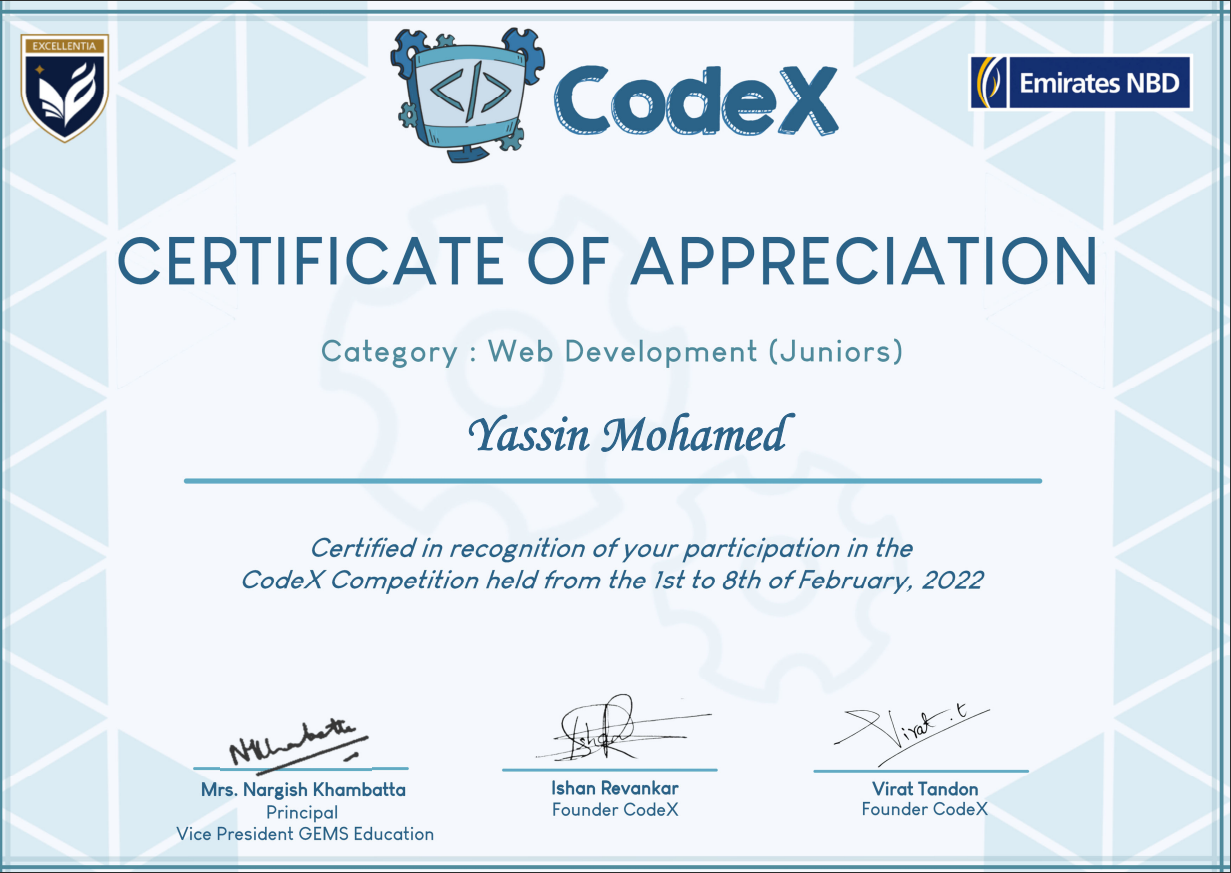 EXCELLENTIA
</>
CodeX
Emirates NBD
CERTIFICATE OF APPRECIATION
Category : Web Development (Juniors)
Yassin Mohamed
Certified in recognition of your participation in the
CodeX Competition held from the 1st to 8th of February, 2022
NKhambatta
Ishan
Virat . t
Mrs. Nargish Khambatta
Principal
Vice President GEMS Education
Ishan Revankar
Founder CodeX
Virat Tandon
Founder CodeX